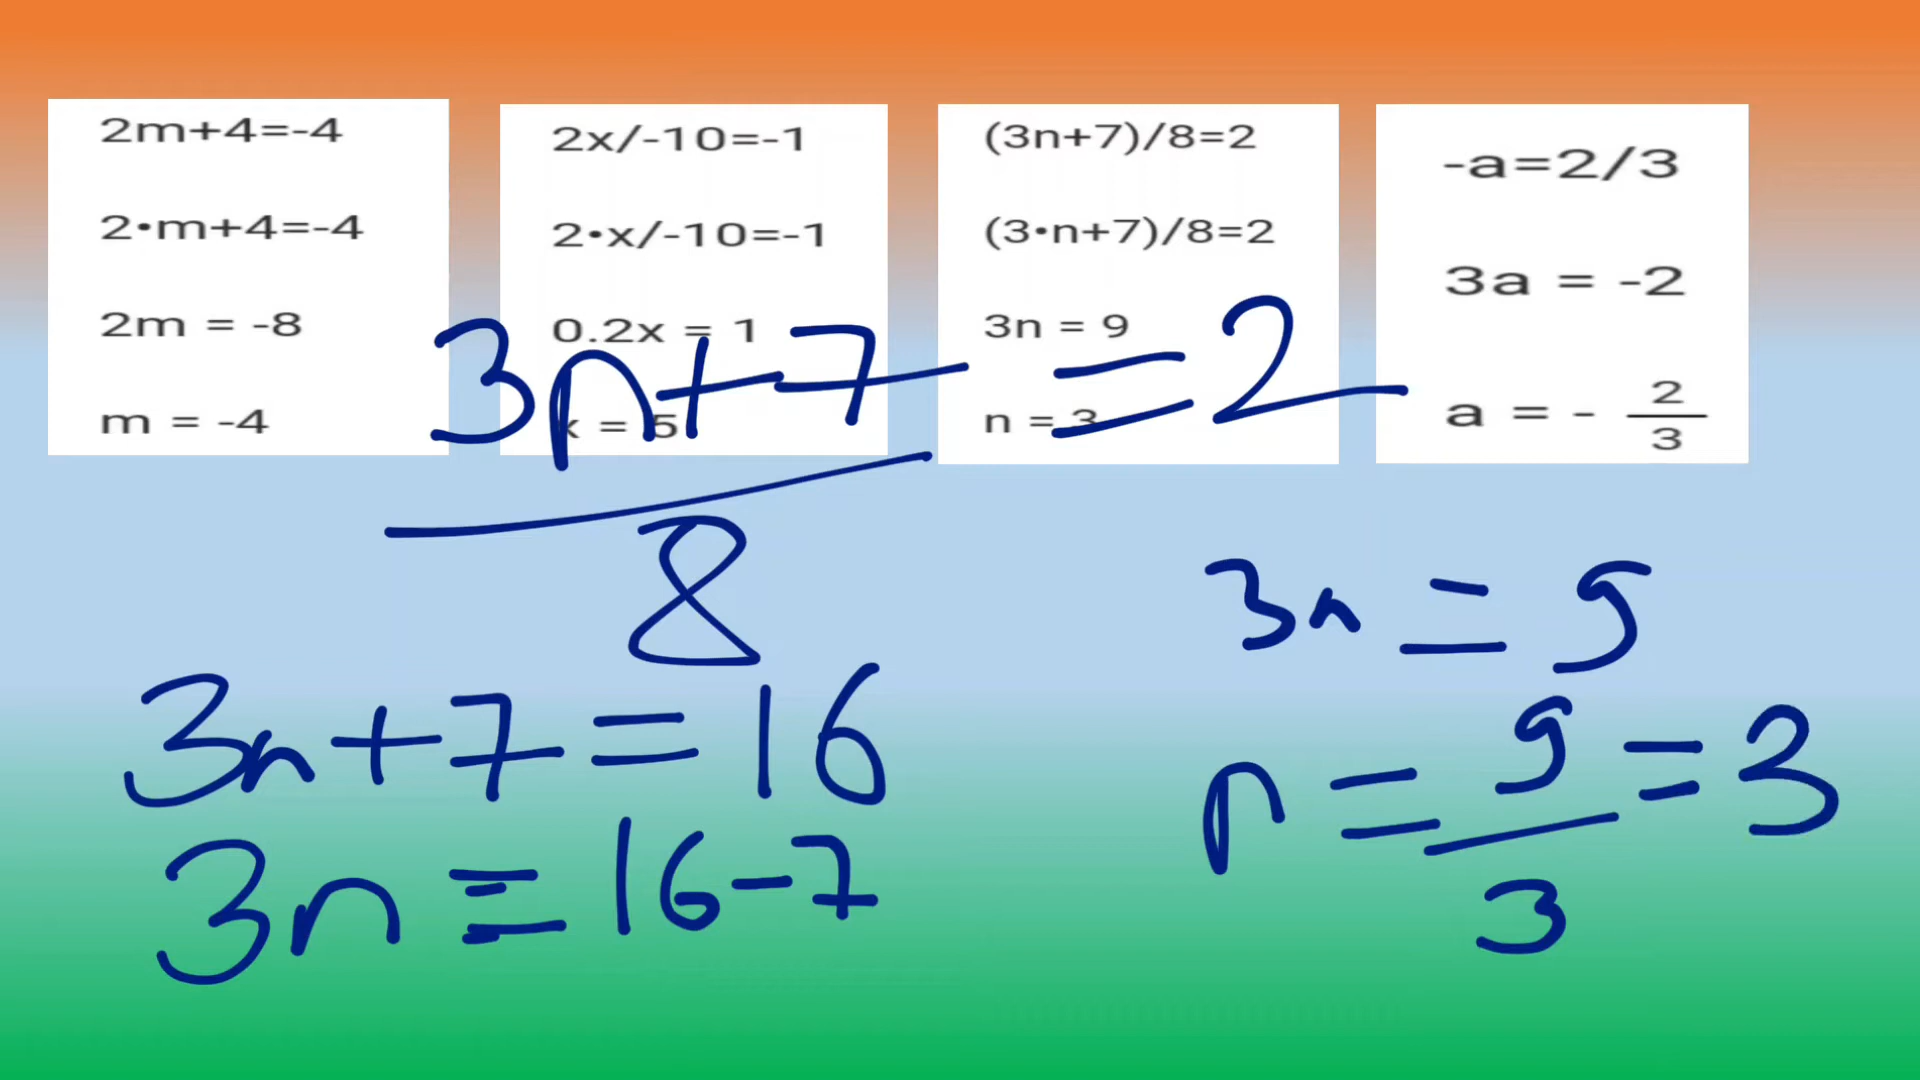 2m+4=-4
2•m+4=-4
2m = -8
m = -4
2x/-10=-1
2•x/-10=-1
0.2x = 1
x = 5
(3n+7)/8=2
(3•n+7)/8=2
3n = 9
n = 3
-a=2/3
3a = -2
a = - 2/3
3n+7 = 2
8
3n+7=16
3n = 16-7
3n = 9
n = 9/3 = 3